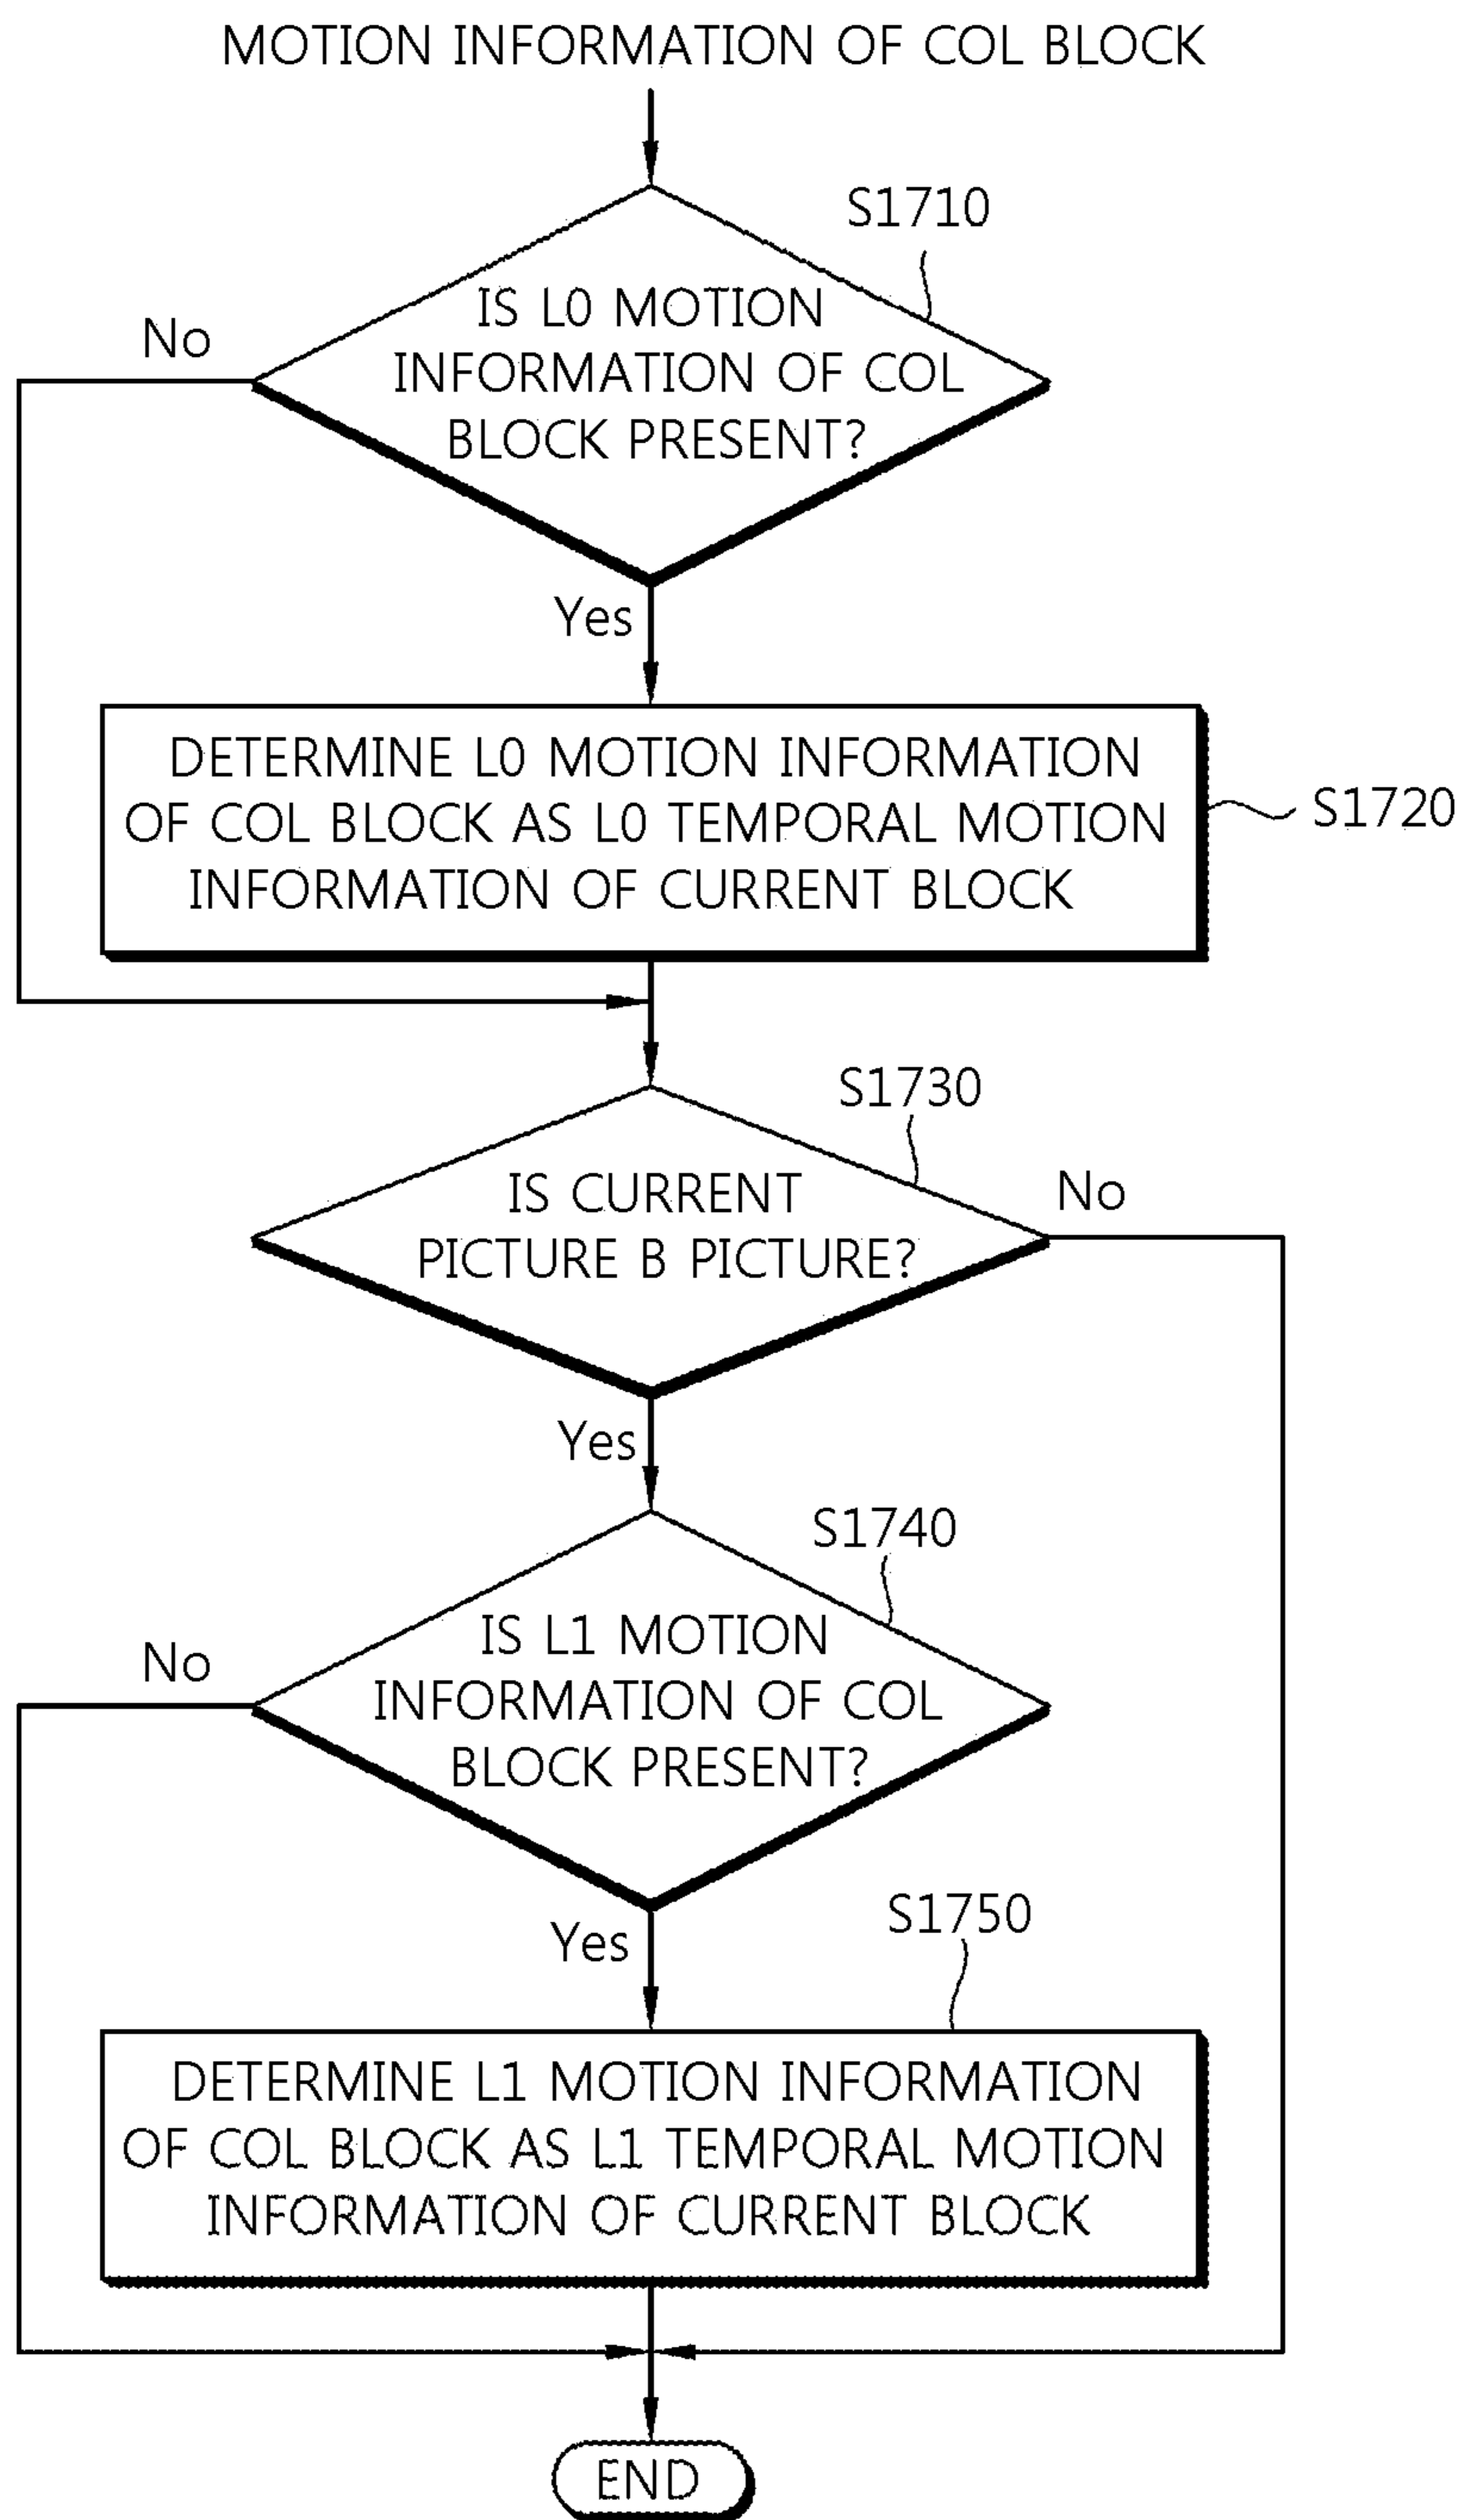 MOTION INFORMATION OF COL BLOCK
S1710
IS L0 MOTION
INFORMATION OF COL
BLOCK PRESENT?
No
Yes
DETERMINE L0 MOTION INFORMATION
OF COL BLOCK AS L0 TEMPORAL MOTION
INFORMATION OF CURRENT BLOCK
S1720
S1730
IS CURRENT
PICTURE B PICTURE?
No
Yes
S1740
IS L1 MOTION
INFORMATION OF COL
BLOCK PRESENT?
No
Yes
S1750
DETERMINE L1 MOTION INFORMATION
OF COL BLOCK AS L1 TEMPORAL MOTION
INFORMATION OF CURRENT BLOCK
END